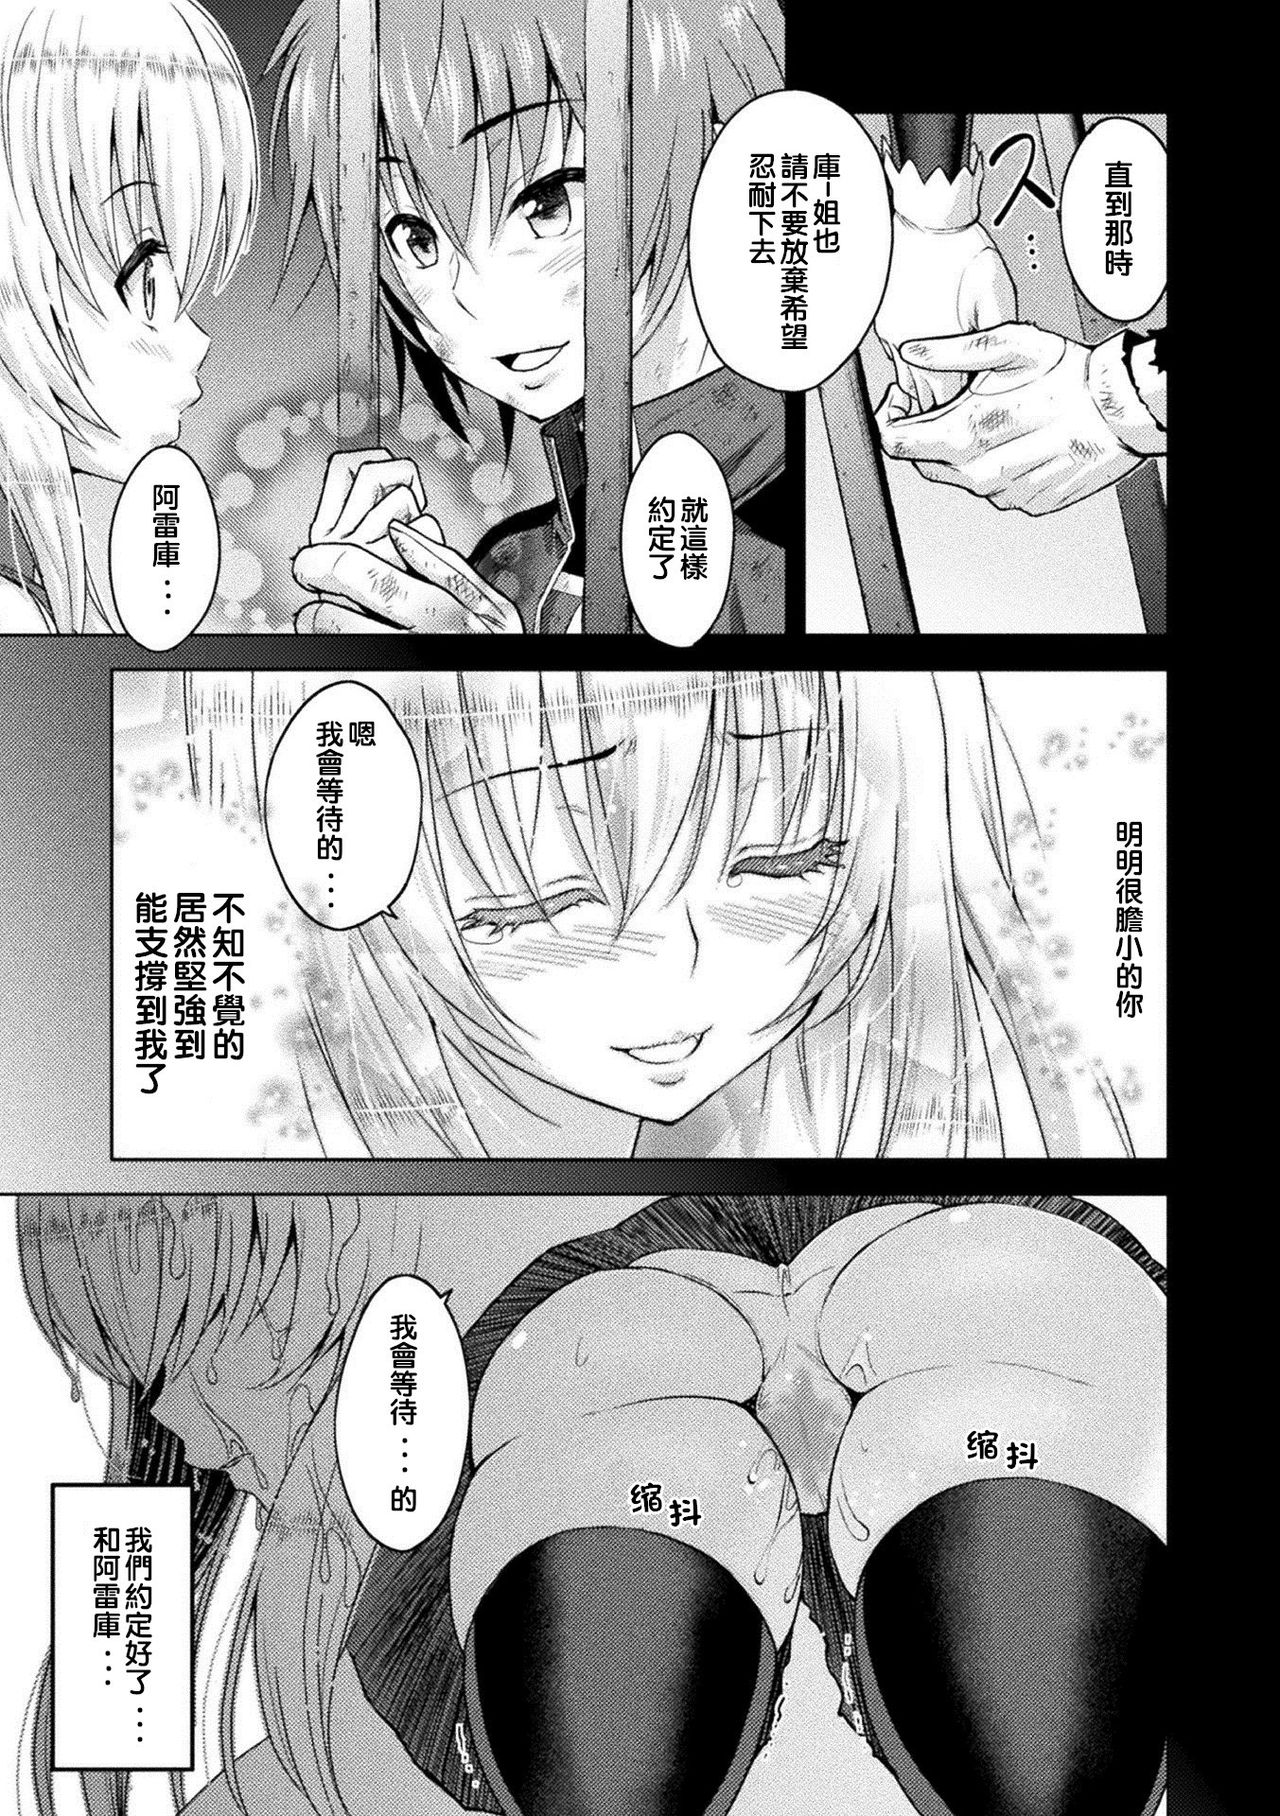 直到那時
...
庫-姐也
請不要放棄希望
忍耐下去
就這樣
約定了
阿雷庫...
明明很膽小的你
嗯
我會等待的...
不知不覺的
居然堅強到
能支撐到我了
缩抖
缩抖
我會等待...的
我們約定好了...
和阿雷庫...